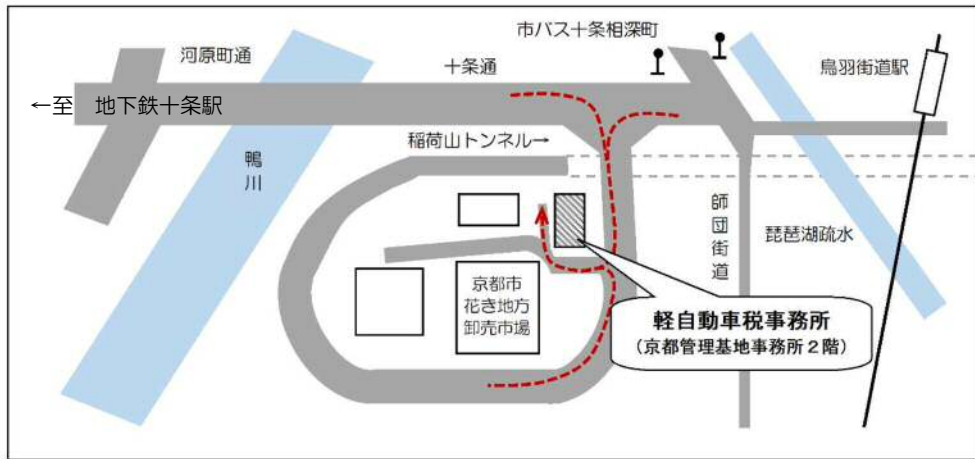 市バス十条相深町
河原町通
十条通
鳥羽街道駅
←至 地下鉄十条駅
稲荷山トンネル→
鴨川
師団街道
琵琶湖疏水
京都市
花き地方
卸売市場
軽自動車税事務所
（京都管理基地事務所２階）